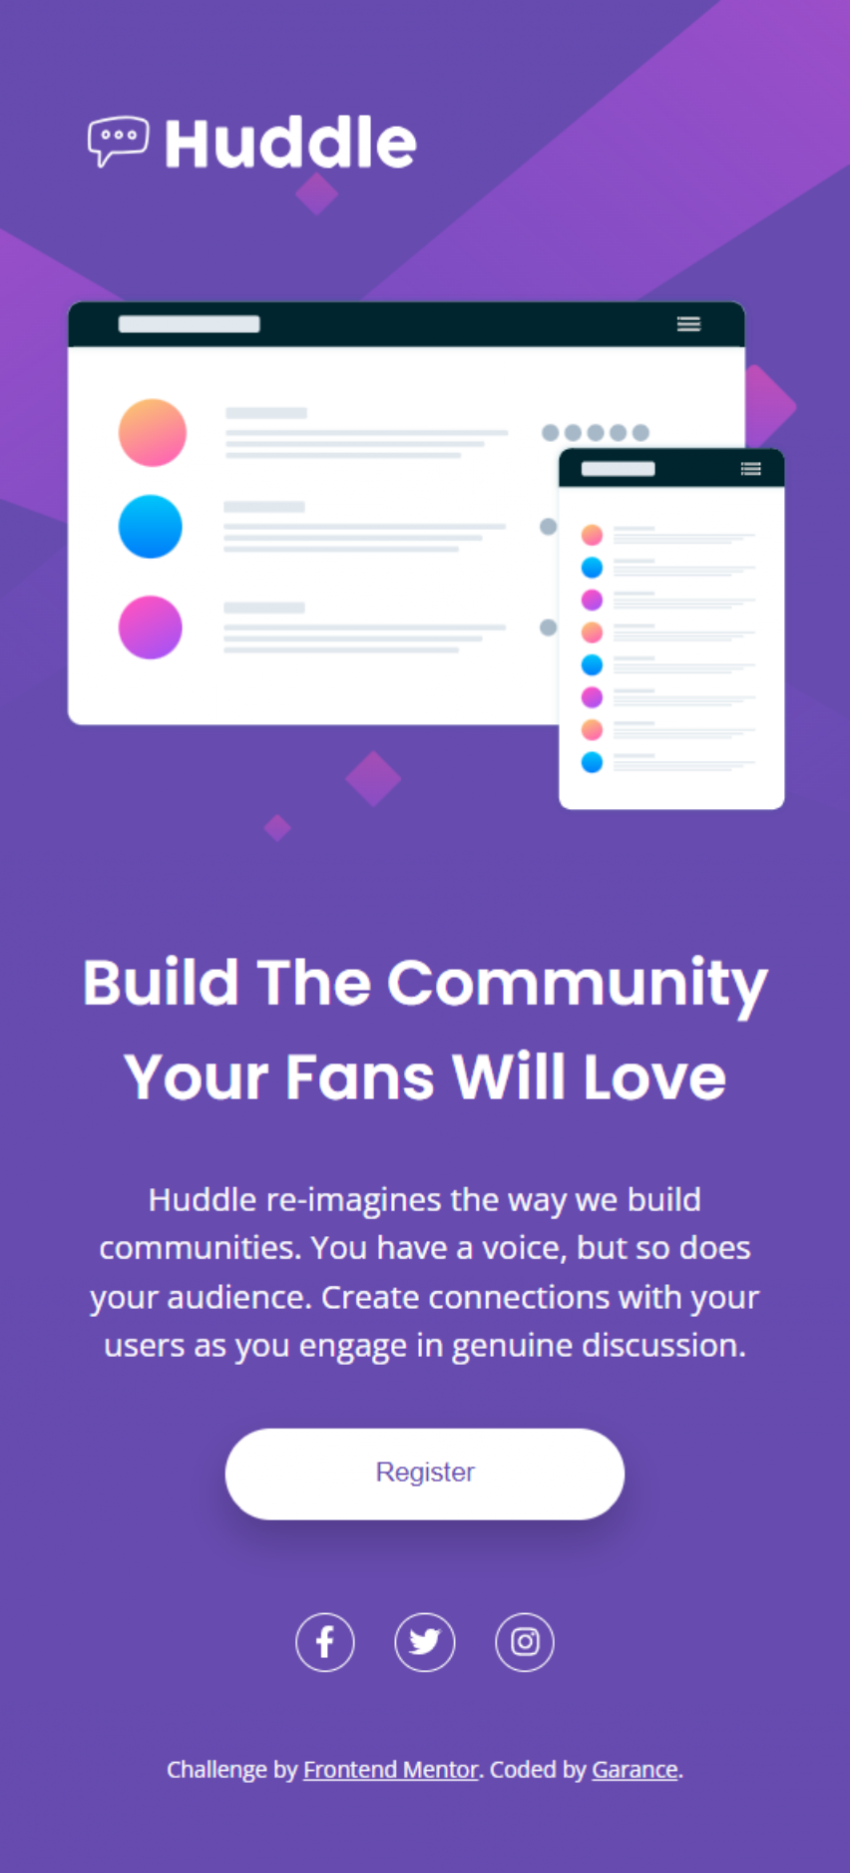 Huddle
Build The Community
Your Fans Will Love
Huddle re-imagines the way we build
communities. You have a voice, but so does
your audience. Create connections with your
users as you engage in genuine discussion.
Register
Challenge by Frontend Mentor. Coded by Garance.